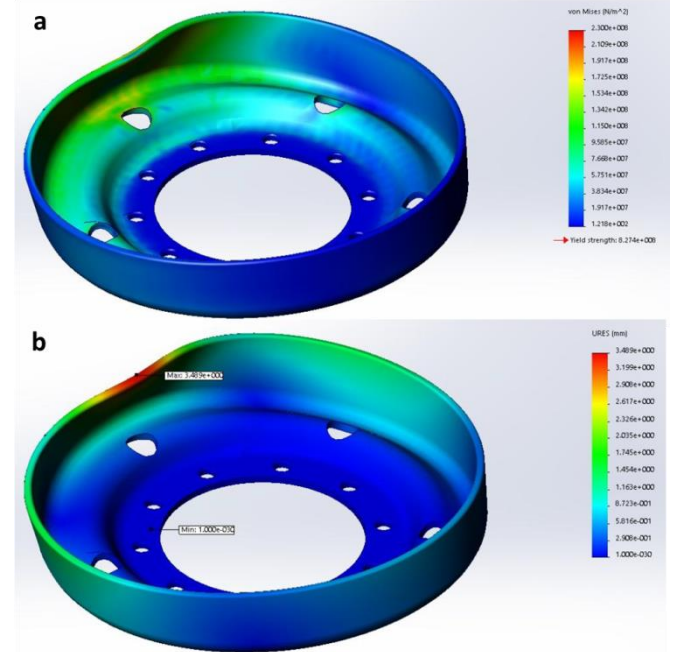 a
von Mises (N/m^2)
2.300e+008
2.109e+008
1.917e+008
1.725e+008
1.534e+008
1.342e+008
1.150e+008
9.585e+007
7.668e+007
5.751e+007
3.834e+007
1.917e+007
1.218e+002
Yield strength: 8.274e+008
b
URES (mm)
Max: 3.489e+000
3.489e+000
3.199e+000
2.908e+000
2.617e+000
2.326e+000
2.035e+000
1.745e+000
1.454e+000
1.163e+000
8.723e-001
5.816e-001
2.908e-001
1.000e-030
Min: 1.000e-030